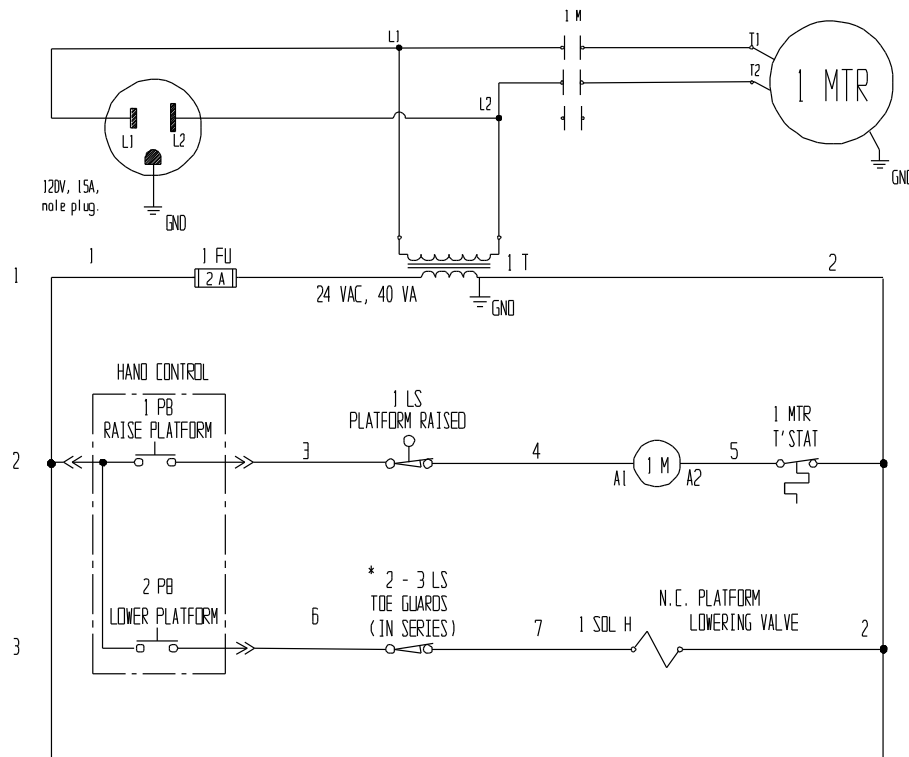 1 M
L1
T1
L2
T2
1 MTR
L1
L2
GND
120V, 15A,
male plug.
GND
1
1
1 FU
2 A
1 T
2
24 VAC, 40 VA
GND
HAND CONTROL
1 PB
RAISE PLATFORM
1 LS
PLATFORM RAISED
1 MTR
T'STAT
2
3
4
1 M
A1
A2
5
2 PB
LOWER PLATFORM
* 2 - 3 LS
TOE GUARDS
(IN SERIES)
N.C. PLATFORM
LOWERING VALVE
3
6
7
1 SOL H
2